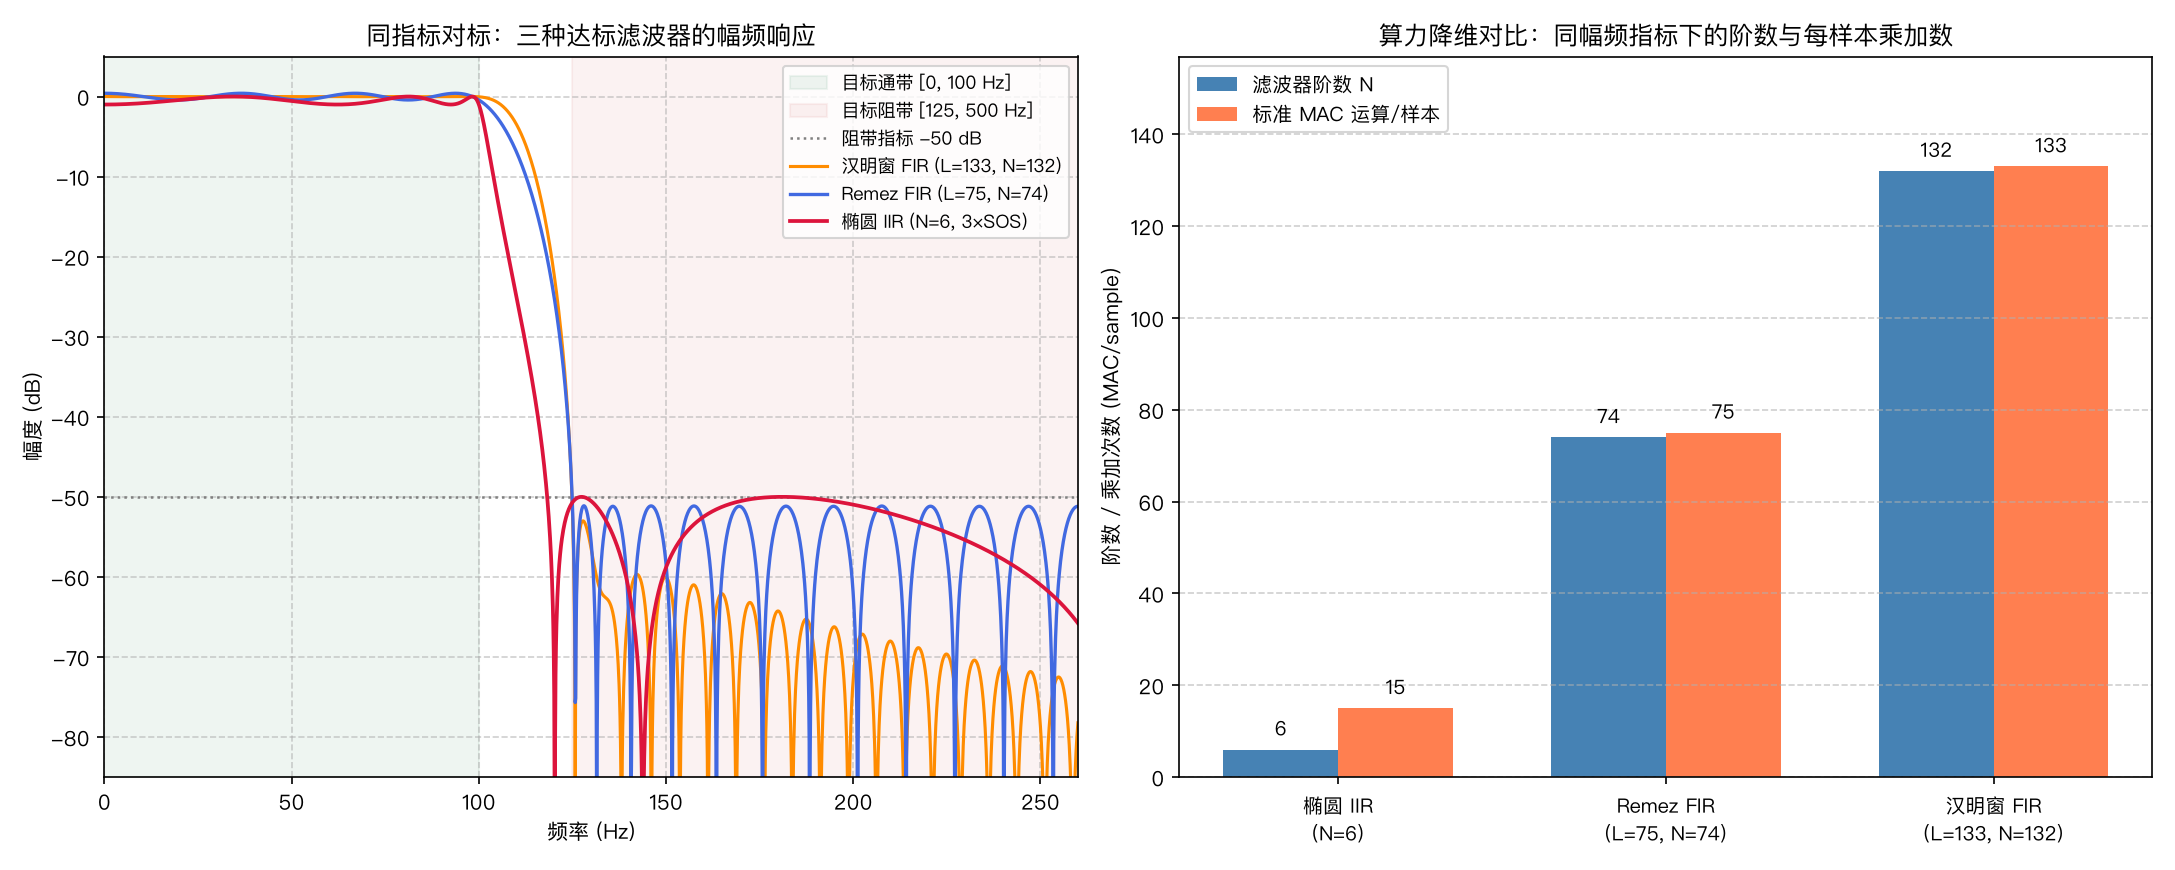 同指标对标：三种达标滤波器的幅频响应
目标通带 [0, 100 Hz]
目标阻带 [125, 500 Hz]
阻带指标 −50 dB
汉明窗 FIR (L=133, N=132)
Remez FIR (L=75, N=74)
椭圆 IIR (N=6, 3×SOS)
幅度 (dB)
0
−10
−20
−30
−40
−50
−60
−70
−80
0
50
100
150
200
250
频率 (Hz)
算力降维对比：同幅频指标下的阶数与每样本乘加数
滤波器阶数 N
标准 MAC 运算/样本
阶数 / 乘加次数 (MAC/sample)
140
120
100
80
60
40
20
0
6
15
74
75
132
133
椭圆 IIR
(N=6)
Remez FIR
(L=75, N=74)
汉明窗 FIR
(L=133, N=132)